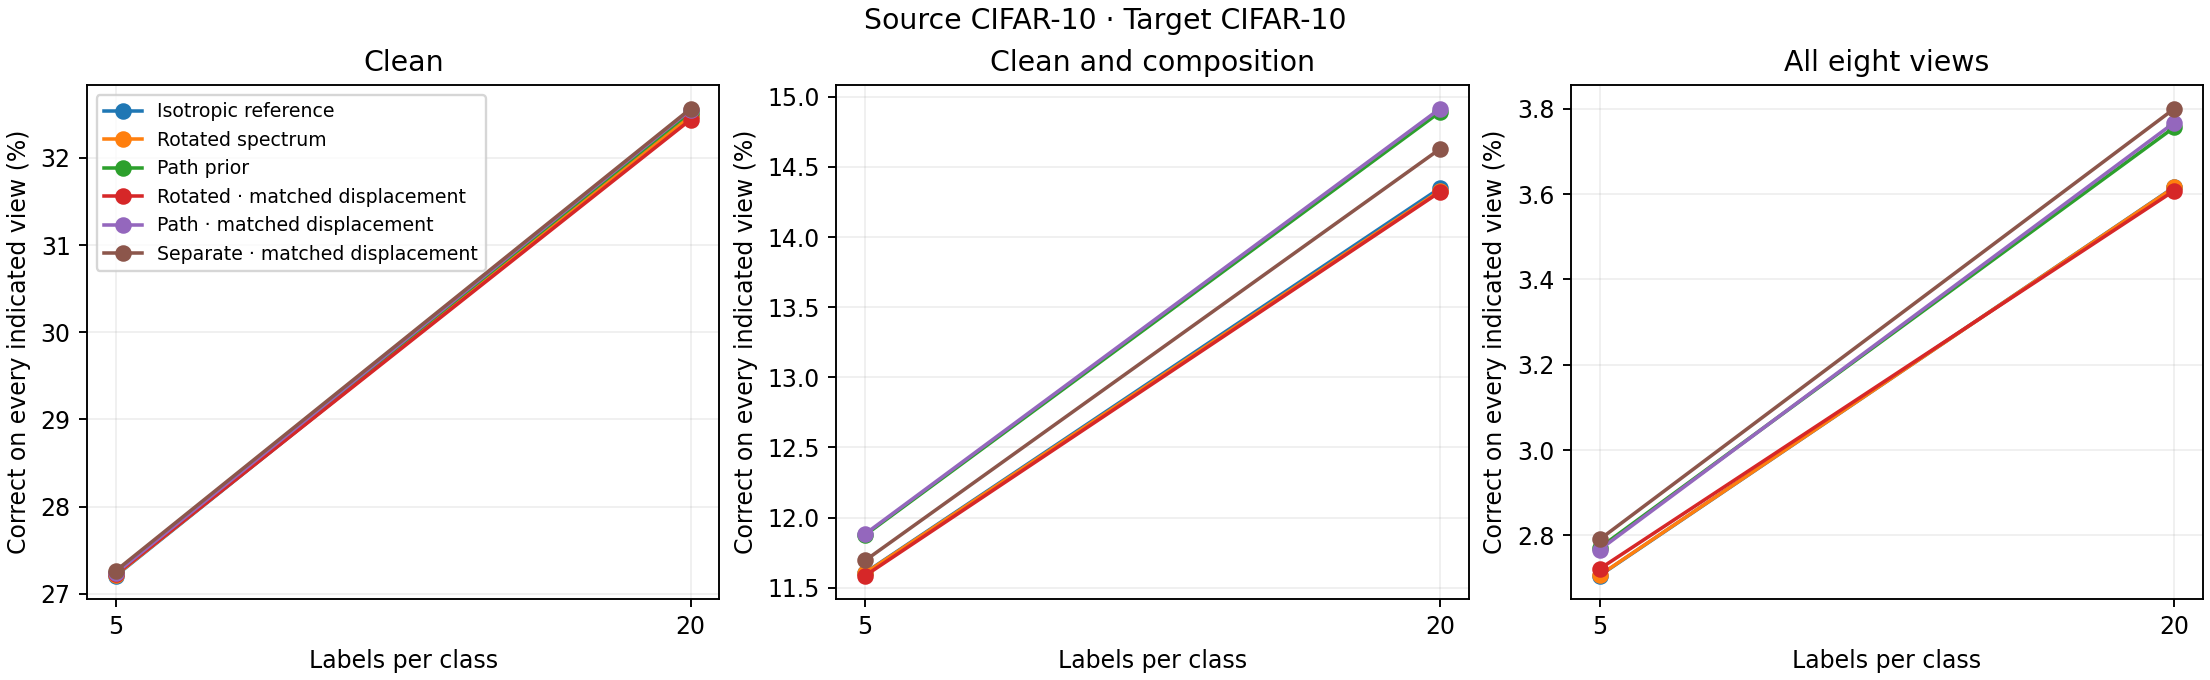 Source CIFAR-10 · Target CIFAR-10
Clean
Correct on every indicated view (%)
32
31
30
29
28
27
Isotropic reference
Rotated spectrum
Path prior
Rotated · matched displacement
Path · matched displacement
Separate · matched displacement
5
20
Labels per class
Clean and composition
Correct on every indicated view (%)
15.0
14.5
14.0
13.5
13.0
12.5
12.0
11.5
5
20
Labels per class
All eight views
Correct on every indicated view (%)
3.8
3.6
3.4
3.2
3.0
2.8
5
20
Labels per class